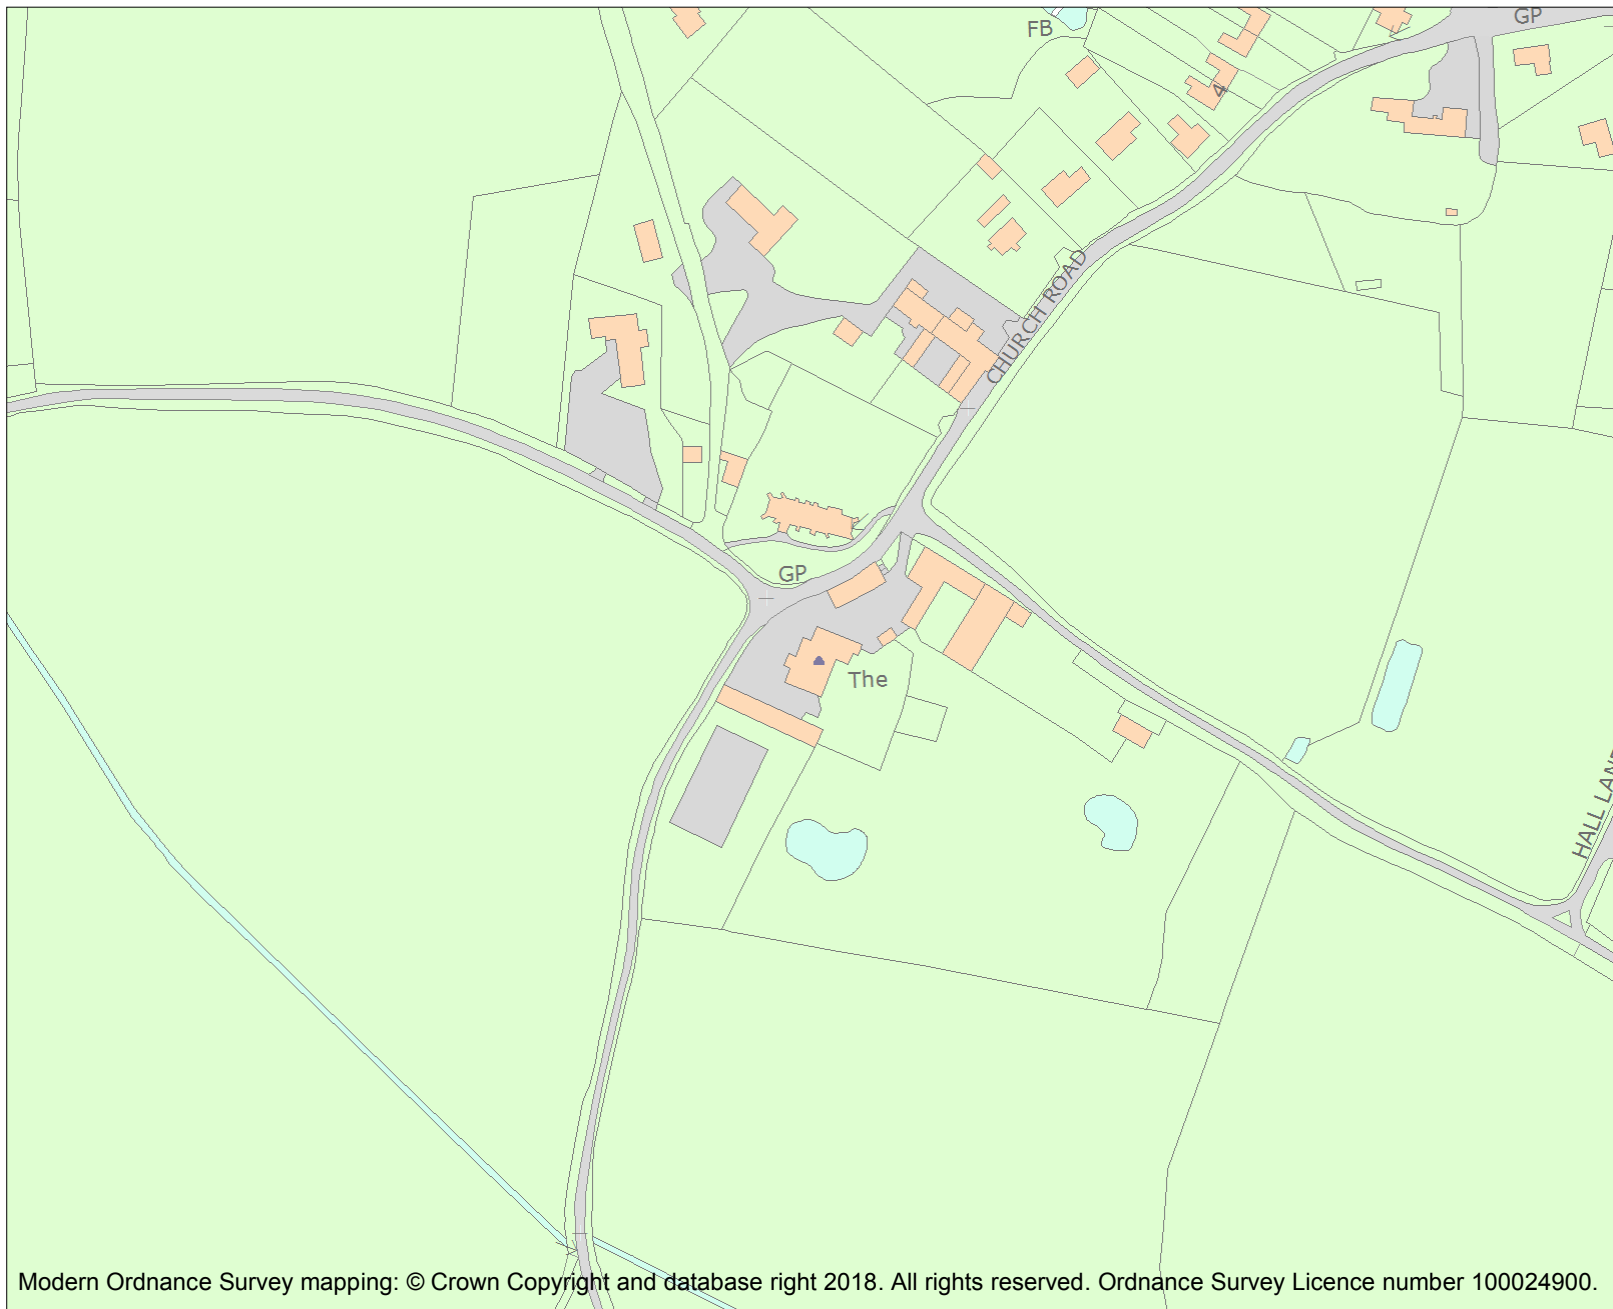 GP
FB
4
CHURCH ROAD
GP
The
HALL LANE
Modern Ordnance Survey mapping: © Crown Copyright and database right 2018. All rights reserved. Ordnance Survey Licence number 100024900.